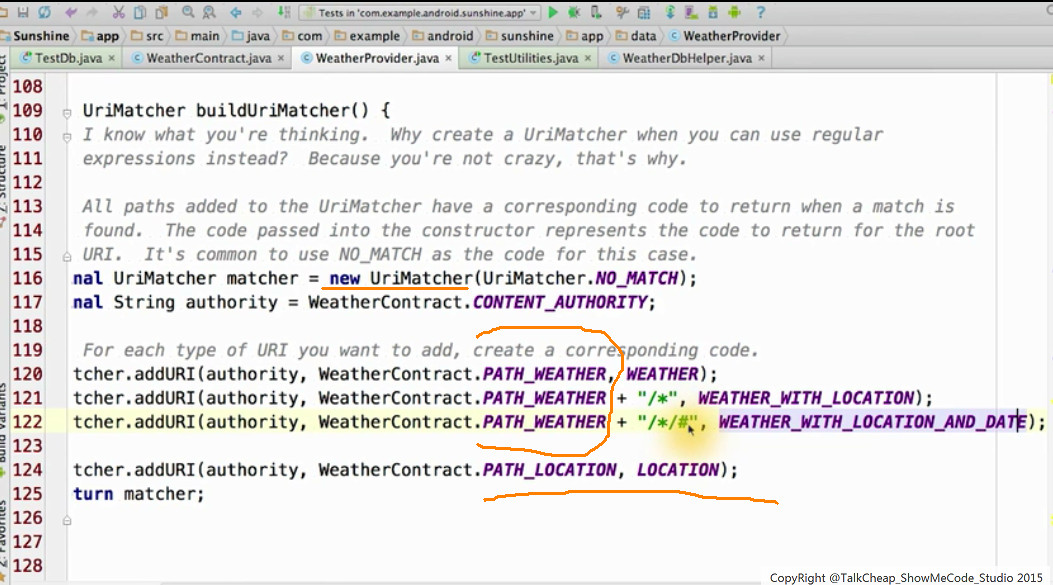 Tests in 'com.example.android.sunshine.app'
Sunshine app src main java com example android sunshine app data WeatherProvider
TestDb.java × WeatherContract.java × WeatherProvider.java × TestUtilities.java × WeatherDbHelper.java ×
1: Project
7: Structure
Build Variants
2: Favorites
108
109 UriMatcher buildUriMatcher() {
110 I know what you're thinking.  Why create a UriMatcher when you can use regular
111 expressions instead?  Because you're not crazy, that's why.
112
113 All paths added to the UriMatcher have a corresponding code to return when a match is
114 found.  The code passed into the constructor represents the code to return for the root
115 URI.  It's common to use NO_MATCH as the code for this case.
116 nal UriMatcher matcher = new UriMatcher(UriMatcher.NO_MATCH);
117 nal String authority = WeatherContract.CONTENT_AUTHORITY;
118
119 For each type of URI you want to add, create a corresponding code.
120 tcher.addURI(authority, WeatherContract.PATH_WEATHER, WEATHER);
121 tcher.addURI(authority, WeatherContract.PATH_WEATHER + "/*", WEATHER_WITH_LOCATION);
122 tcher.addURI(authority, WeatherContract.PATH_WEATHER + "/*/#", WEATHER_WITH_LOCATION_AND_DATE);
123
124 tcher.addURI(authority, WeatherContract.PATH_LOCATION, LOCATION);
125 turn matcher;
126
127
128
CopyRight @TalkCheap_ShowMeCode_Studio 2015